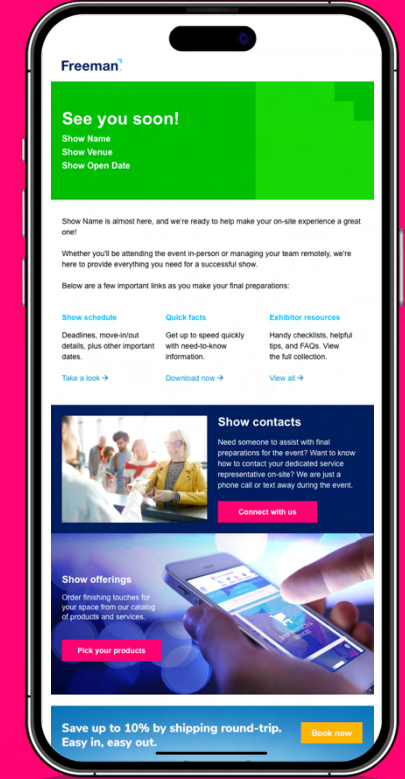 Freeman
See you soon!
Show Name
Show Venue
Show Open Date
Show Name is almost here, and we're ready to help make your on-site experience a great
one!
Whether you'll be attending the event in-person or managing your team remotely, we're
here to provide everything you need for a successful show.
Below are a few important links as you make your final preparations:
Show schedule
Deadlines, move-in/out
details, plus other important
dates.
Take a look →
Quick facts
Get up to speed quickly
with need-to-know
information.
Download now →
Exhibitor resources
Handy checklists, helpful
tips, and FAQs. View
the full collection.
View all →
Show contacts
Need someone to assist with final
preparations for the event? Want to know
how to contact your dedicated service
representative on-site? We are just a
phone call or text away during the event.
Connect with us
Show offerings
Order finishing touches for
your space from our catalog
of products and services.
Pick your products
Save up to 10% by shipping round-trip.
Easy in, easy out.
Book now